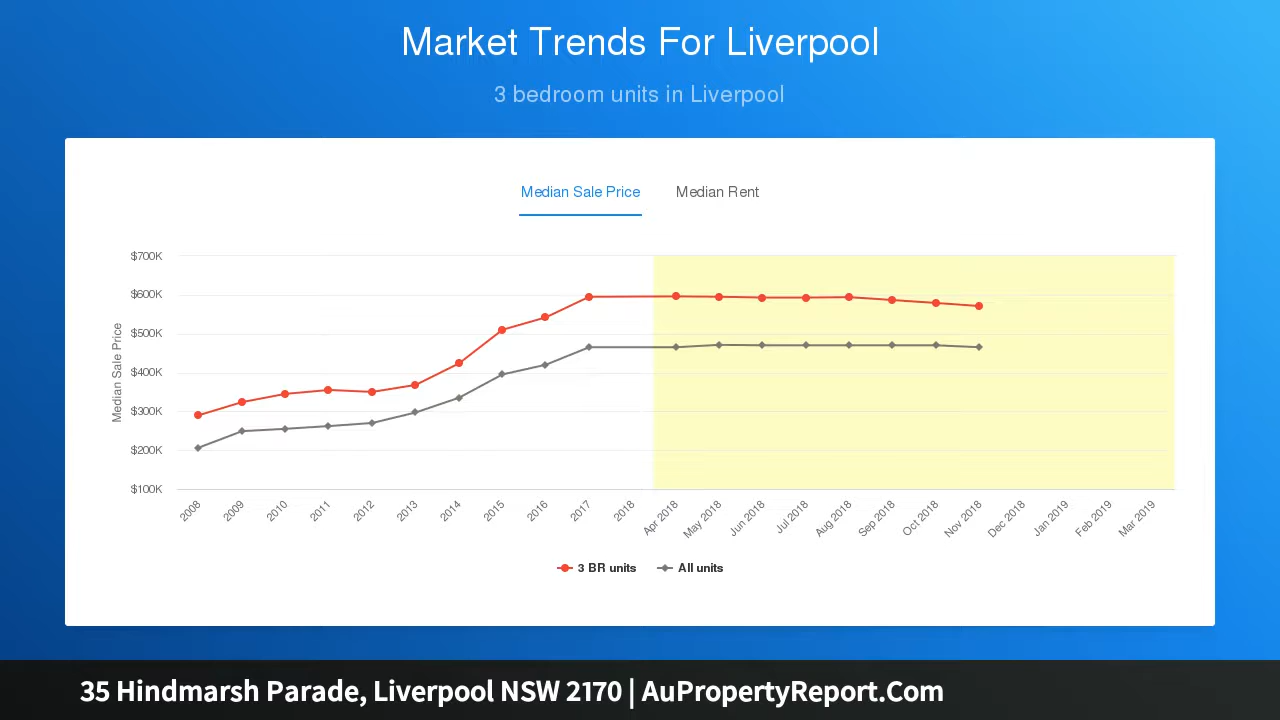 Market Trends For Liverpool
3 bedroom units in Liverpool
Median Sale Price
Median Rent
$700K
$600K
$500K
$400K
$300K
$200K
$100K
Median Sale Price
2008
2009
2010
2011
2012
2013
2014
2015
2016
2017
2018
Apr 2018
May 2018
Jun 2018
Jul 2018
Aug 2018
Sep 2018
Oct 2018
Nov 2018
Dec 2018
Jan 2019
Feb 2019
Mar 2019
3 BR units
All units
35 Hindmarsh Parade, Liverpool NSW 2170 | AuPropertyReport.Com